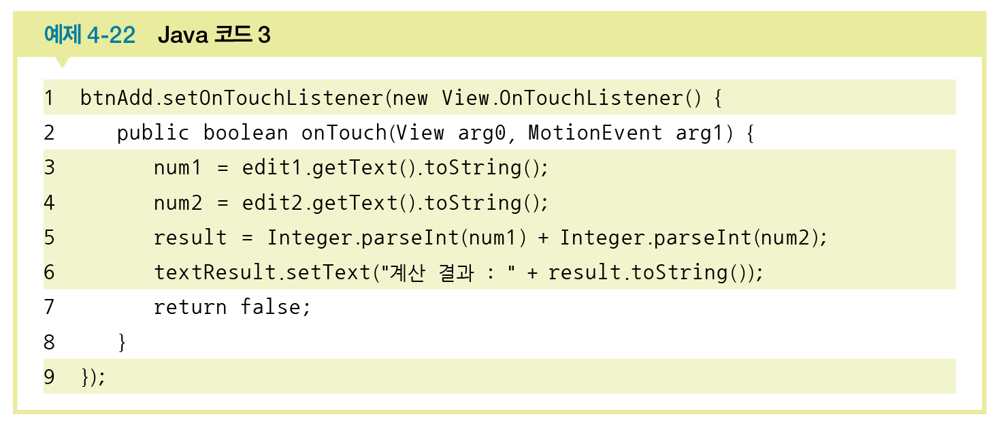 예제 4-22 Java 코드 3
1 btnAdd.setOnTouchListener(new View.OnTouchListener() {
2 public boolean onTouch(View arg0, MotionEvent arg1) {
3 num1 = edit1.getText().toString();
4 num2 = edit2.getText().toString();
5 result = Integer.parseInt(num1) + Integer.parseInt(num2);
6 textResult.setText("계산 결과 : " + result.toString());
7 return false;
8 }
9 });